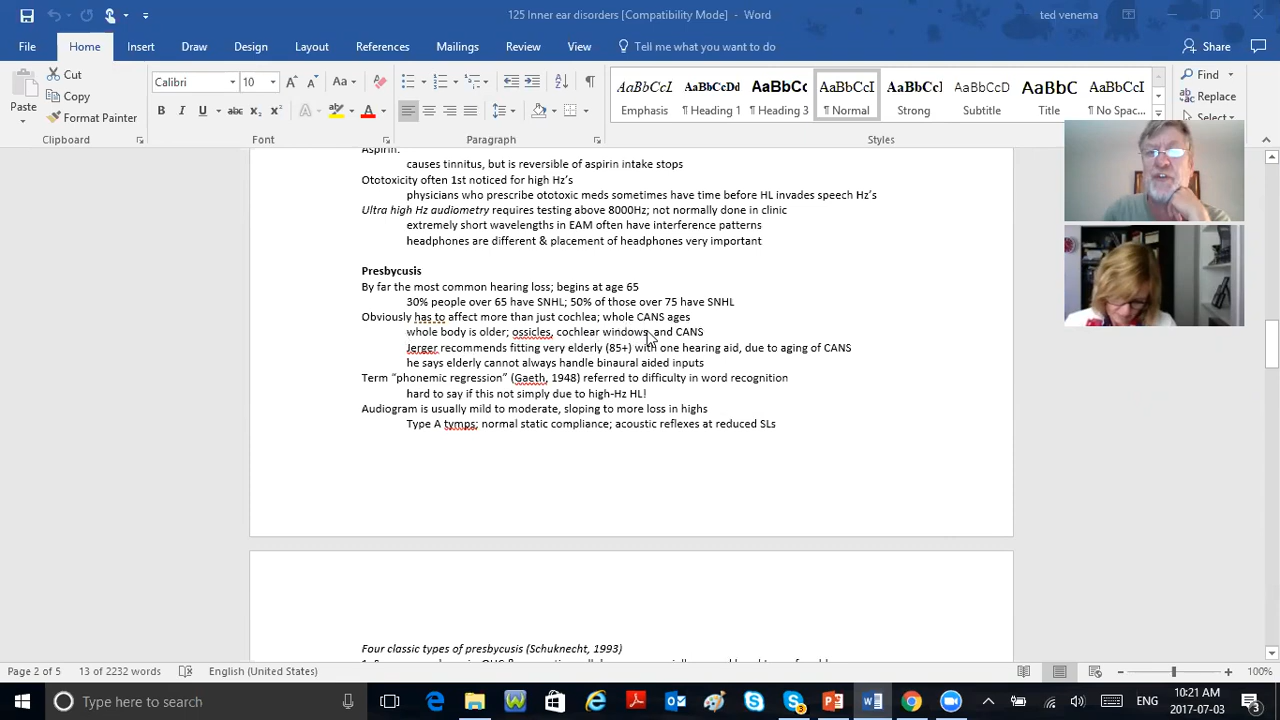 125 Inner ear disorders [Compatibility Mode] - Word
ted venema
File Home Insert Draw Design Layout References Mailings Review View Tell me what you want to do Share
Paste
Cut
Copy
Format Painter
Clipboard
Calibri 10
Font
Paragraph
AaBbCcL AaBbCcDd AaBbCc AaBbCcI AaBbCcI AaBbCcDd AaBbC AaBbCcI
Emphasis ¶ Heading 1 ¶ Heading 3 ¶ Normal Strong Subtitle Title ¶ No Spac...
Styles
Find
Replace
Select
Aspirin:
causes tinnitus, but is reversible of aspirin intake stops
Ototoxicity often 1st noticed for high Hz's
physicians who prescribe ototoxic meds sometimes have time before HL invades speech Hz's
Ultra high Hz audiometry requires testing above 8000Hz; not normally done in clinic
extremely short wavelengths in EAM often have interference patterns
headphones are different & placement of headphones very important
Presbycusis
By far the most common hearing loss; begins at age 65
30% people over 65 have SNHL; 50% of those over 75 have SNHL
Obviously has to affect more than just cochlea; whole CANS ages
whole body is older; ossicles, cochlear windows and CANS
Jerger recommends fitting very elderly (85+) with one hearing aid, due to aging of CANS
he says elderly cannot always handle binaural aided inputs
Term "phonemic regression" (Gaeth, 1948) referred to difficulty in word recognition
hard to say if this not simply due to high-Hz HL!
Audiogram is usually mild to moderate, sloping to more loss in highs
Type A tymps; normal static compliance; acoustic reflexes at reduced SLs
Four classic types of presbycusis (Schuknecht, 1993)
Page 2 of 5 13 of 2232 words English (United States) 100%
Type here to search
ENG
10:21 AM
2017-07-03